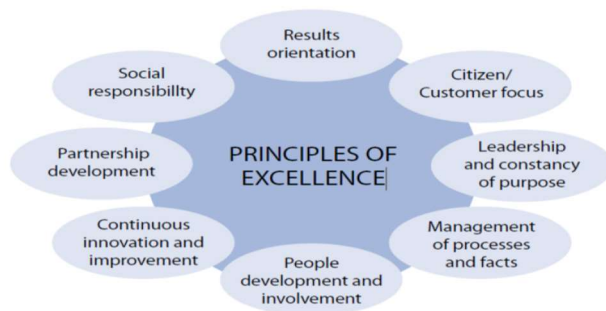 Results
orientation
Citizen/
Customer focus
Leadership
and constancy
of purpose
Management
of processes
and facts
People
development and
involvement
Continuous
innovation and
improvement
Partnership
development
Social
responsibillty
PRINCIPLES OF
EXCELLENCE